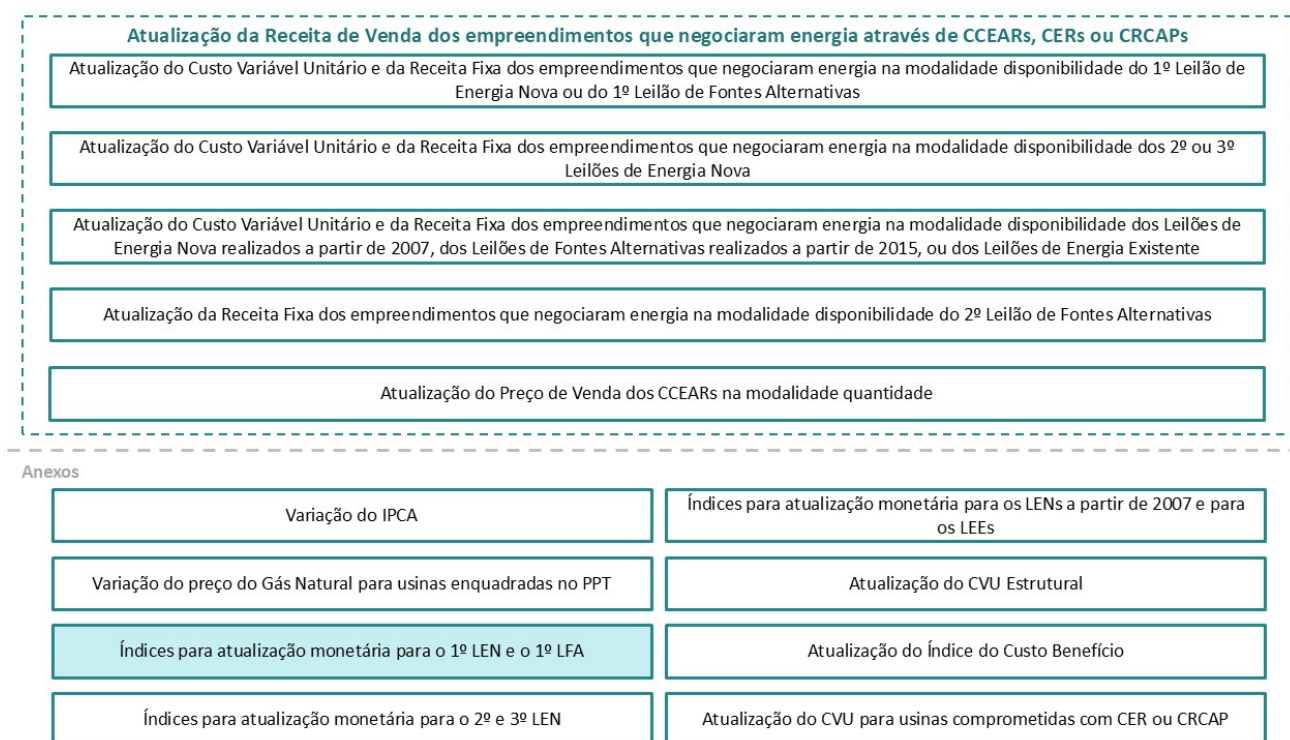 Atualização da Receita de Venda dos empreendimentos que negociaram energia através de CCEARs, CERs ou CRCAPs
Atualização do Custo Variável Unitário e da Receita Fixa dos empreendimentos que negociaram energia na modalidade disponibilidade do 1º Leilão de
Energia Nova ou do 1º Leilão de Fontes Alternativas
Atualização do Custo Variável Unitário e da Receita Fixa dos empreendimentos que negociaram energia na modalidade disponibilidade dos 2º ou 3º
Leilões de Energia Nova
Atualização do Custo Variável Unitário e da Receita Fixa dos empreendimentos que negociaram energia na modalidade disponibilidade dos Leilões de
Energia Nova realizados a partir de 2007, dos Leilões de Fontes Alternativas realizados a partir de 2015, ou dos Leilões de Energia Existente
Atualização da Receita Fixa dos empreendimentos que negociaram energia na modalidade disponibilidade do 2º Leilão de Fontes Alternativas
Atualização do Preço de Venda dos CCEARs na modalidade quantidade
Anexos
Variação do IPCA
Índices para atualização monetária para os LENs a partir de 2007 e para
os LEEs
Variação do preço do Gás Natural para usinas enquadradas no PPT
Atualização do CVU Estrutural
Índices para atualização monetária para o 1º LEN e o 1º LFA
Atualização do Índice do Custo Benefício
Índices para atualização monetária para o 2º e 3º LEN
Atualização do CVU para usinas comprometidas com CER ou CRCAP